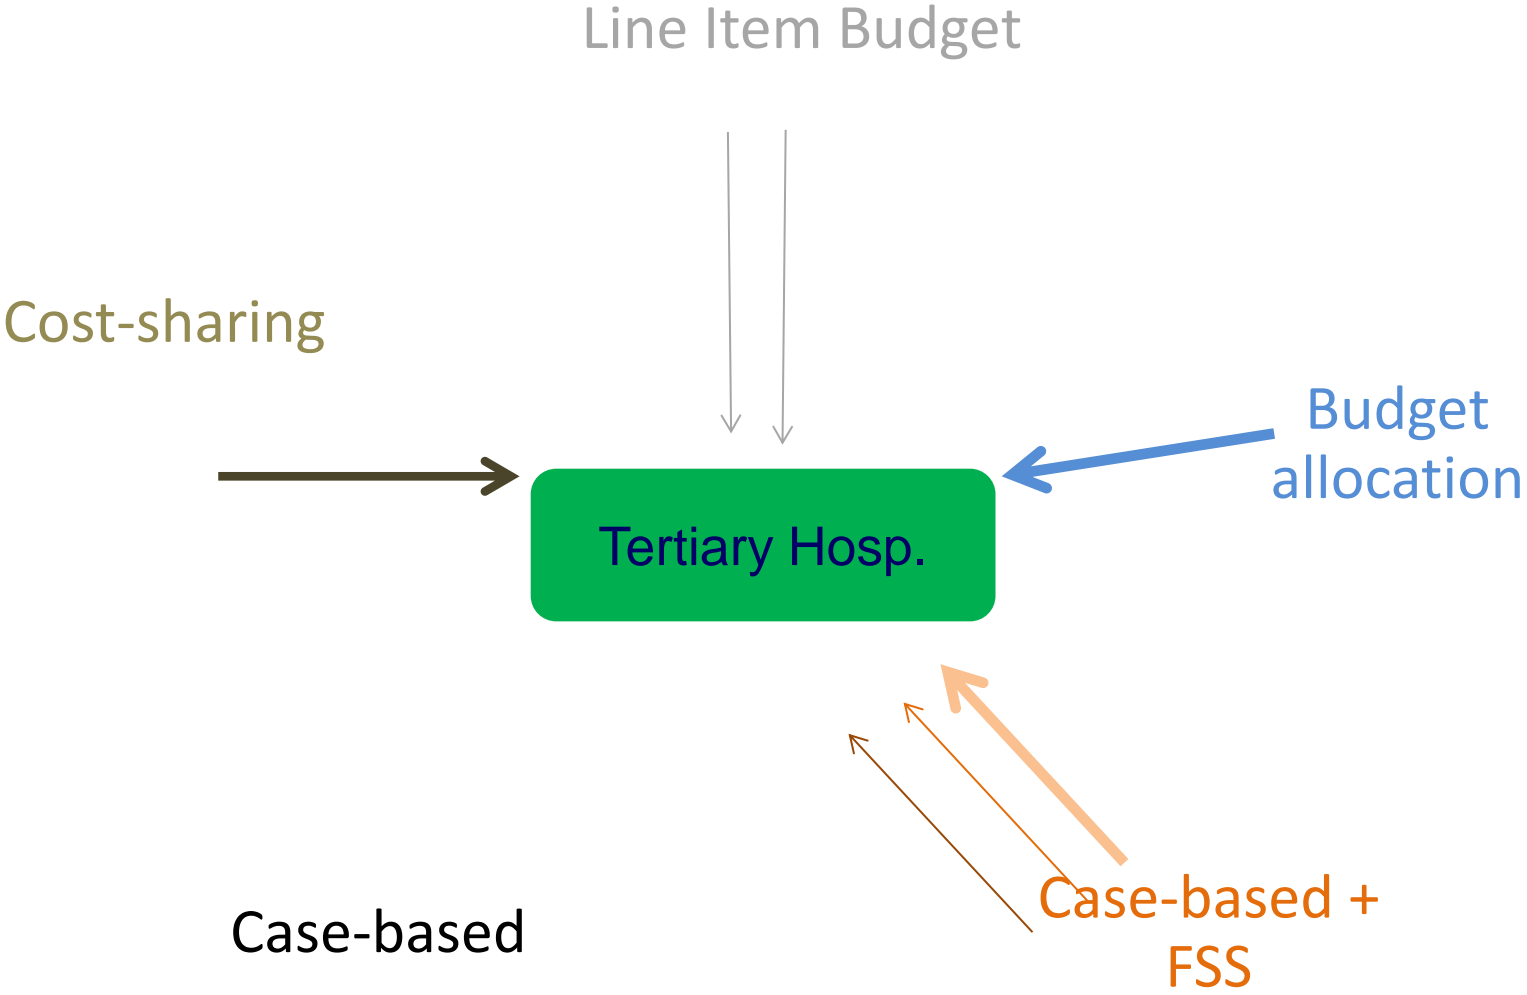 Line Item Budget
Cost-sharing
Budget
allocation
Tertiary Hosp.
Case-based
Case-based +
FSS